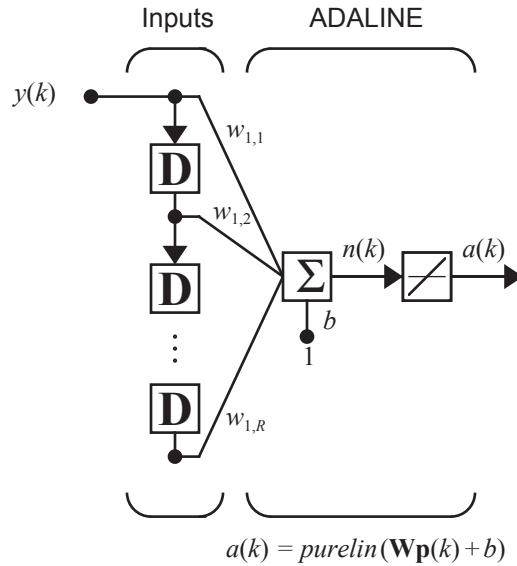 Inputs ADALINE
y(k)
w1,1
D
w1,2
D
n(k) a(k)
Σ
b
1
⋮
D
w1,R
a(k) = purelin(Wp(k) + b)